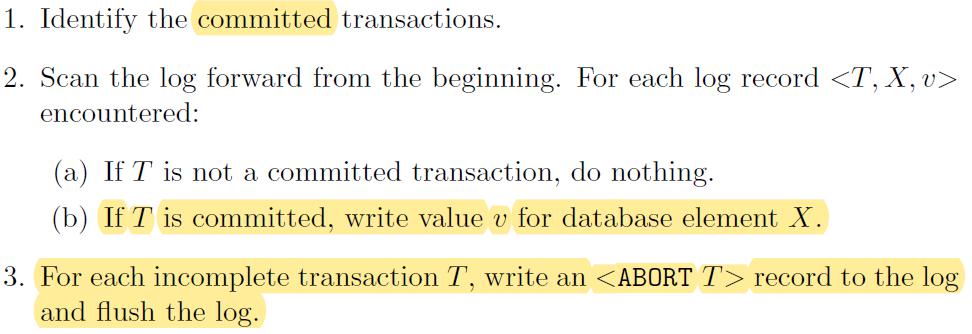 1. Identify the committed transactions.
2. Scan the log forward from the beginning. For each log record <T, X, v>
encountered:
(a) If T is not a committed transaction, do nothing.
(b) If T is committed, write value v for database element X.
3. For each incomplete transaction T, write an <ABORT T> record to the log
and flush the log.